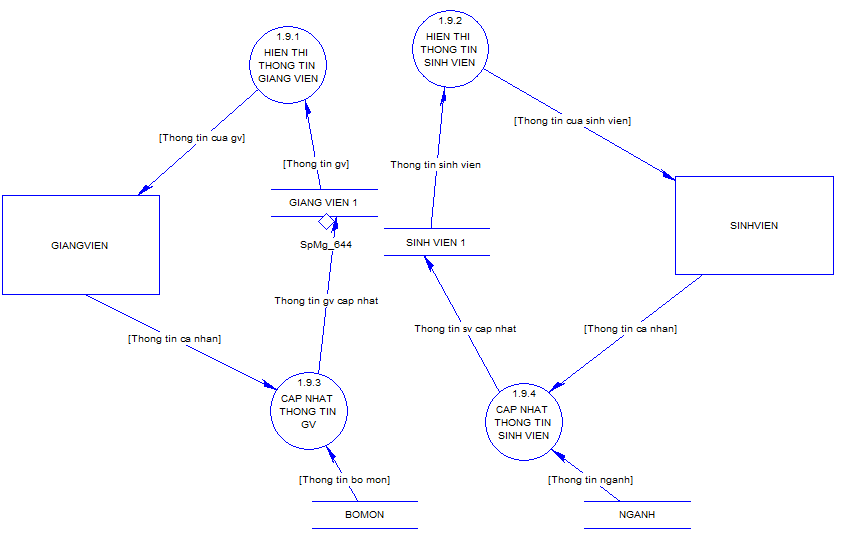 1.9.1
HIEN THI
THONG TIN
GIANG VIEN
1.9.2
HIEN THI
THONG TIN
SINH VIEN
[Thong tin cua gv]
[Thong tin gv]
Thong tin sinh vien
[Thong tin cua sinh vien]
GIANG VIEN 1
SpMg_644
SINH VIEN 1
GIANGVIEN
SINHVIEN
Thong tin gv cap nhat
[Thong tin ca nhan]
Thong tin sv cap nhat
[Thong tin ca nhan]
1.9.3
CAP NHAT
THONG TIN
GV
1.9.4
CAP NHAT
THONG TIN
SINH VIEN
[Thong tin bo mon]
[Thong tin nganh]
BOMON
NGANH